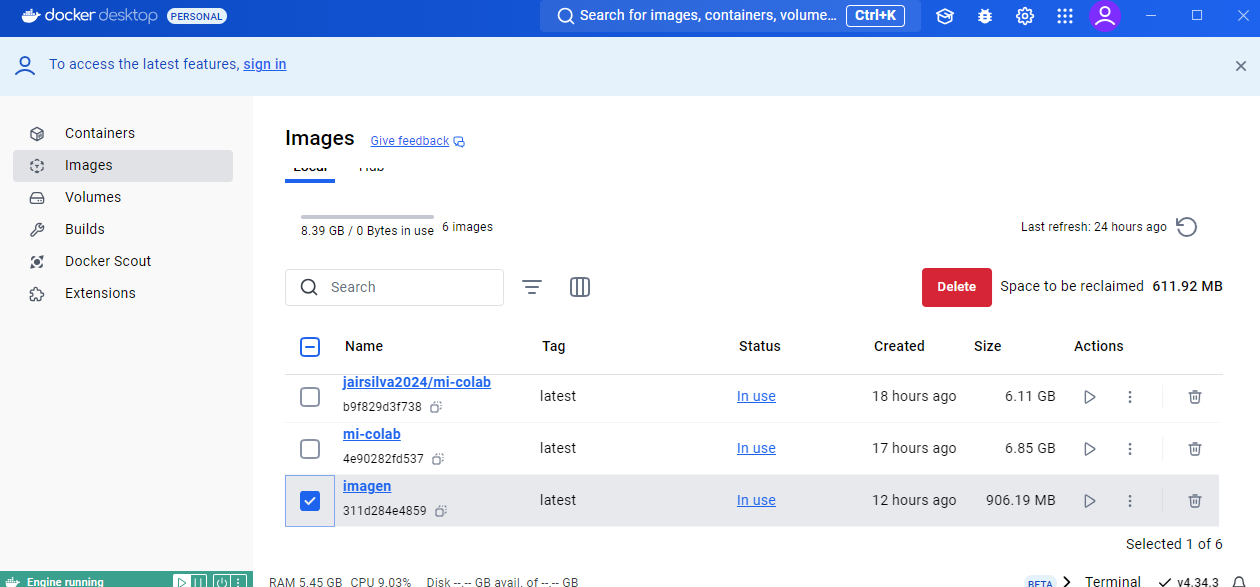 docker desktop PERSONAL Search for images, containers, volume... Ctrl+K
To access the latest features, sign in
Containers
Images
Volumes
Builds
Docker Scout
Extensions
Images Give feedback
Local Hub
8.39 GB / 0 Bytes in use 6 images Last refresh: 24 hours ago
Search Delete Space to be reclaimed 611.92 MB
Name Tag Status Created Size Actions
jairsilva2024/mi-colab
b9f829d3f738 latest In use 18 hours ago 6.11 GB
mi-colab
4e90282fd537 latest In use 17 hours ago 6.85 GB
imagen
311d284e4859 latest In use 12 hours ago 906.19 MB
Selected 1 of 6
Engine running RAM 5.45 GB CPU 9.03% Disk --.-- GB avail. of --.-- GB BETA Terminal v4.34.3